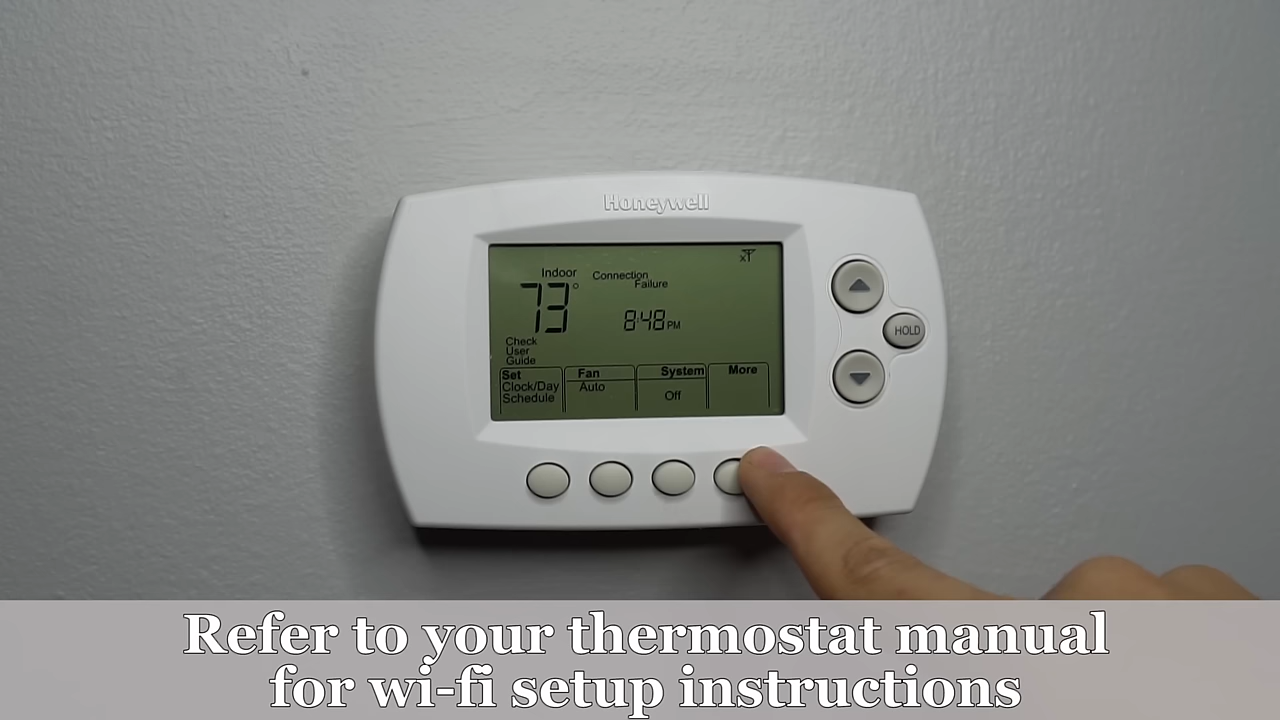 Honeywell
Indoor
Connection
Failure
73°
8:48 PM
Check
User
Guide
Set
Clock/Day
Schedule
Fan
Auto
System
Off
More
HOLD
Refer to your thermostat manual
for wi-fi setup instructions